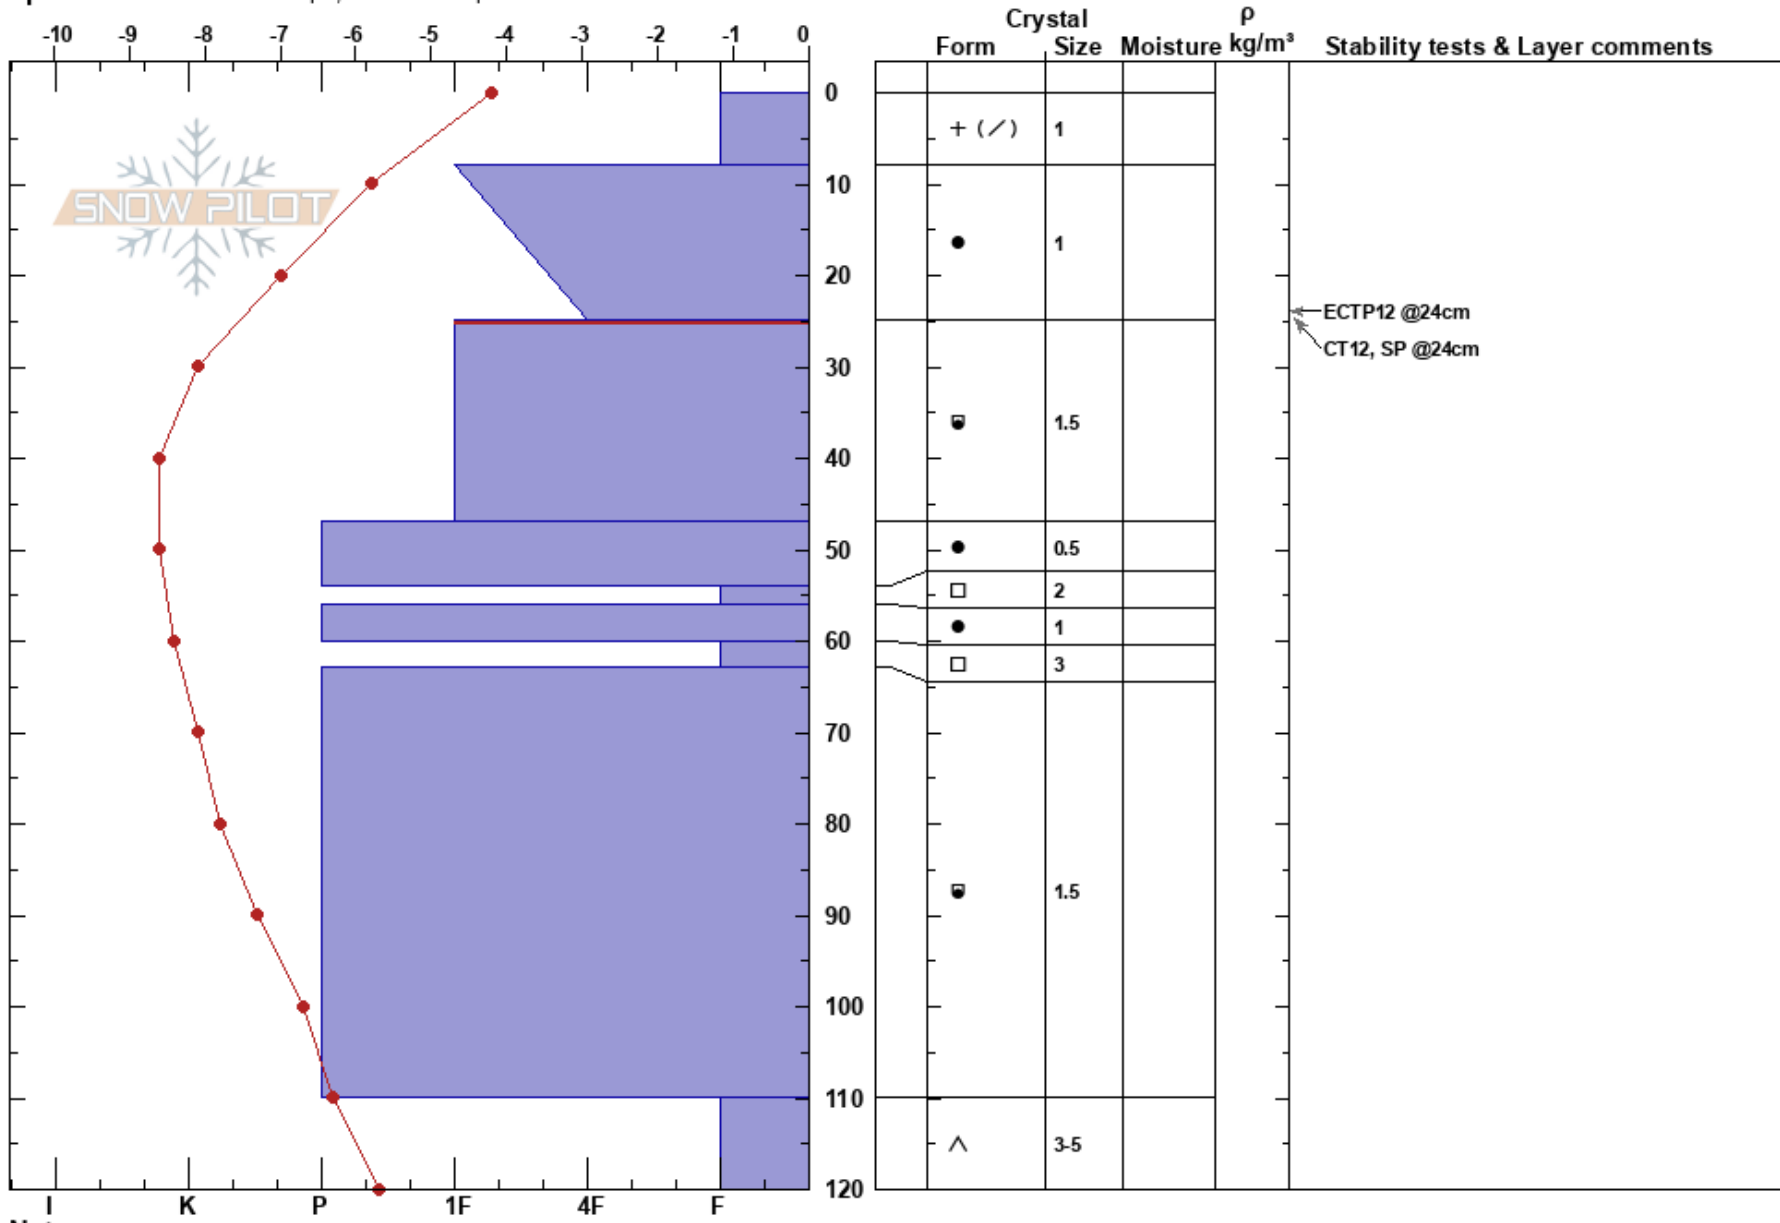 Crystal ρ
-10 -9 -8 -7 -6 -5 -4 -3 -2 -1 0 Form Size Moisture kg/m³ Stability tests & Layer comments
0
+ (/) 1
SNOW PILOT
10
● 1
20
ECTP12 @24cm
CT12, SP @24cm
30
1.5
40
50 ● 0.5
□ 2
● 1
60
□ 3
70
80
1.5
90
100
110
∧ 3-5
120
I K P 1F 4F F